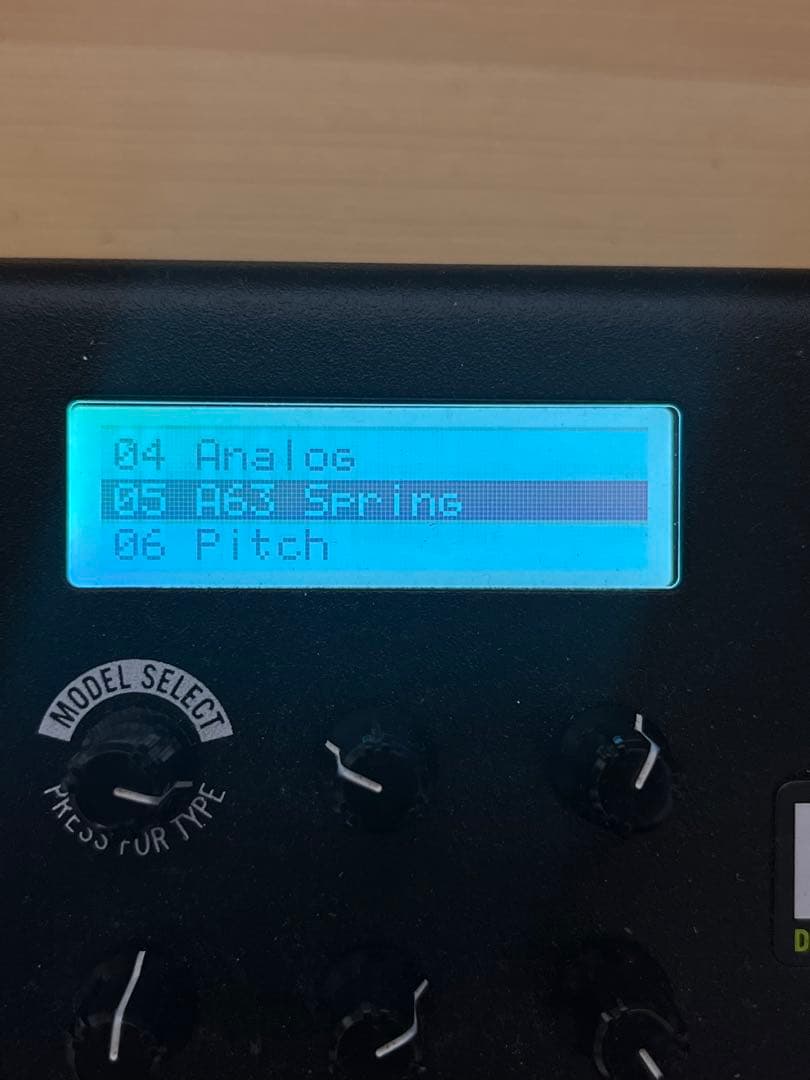 04 Analog
05 A63 Spring
06 Pitch
MODEL SELECT
PRESS FOR TYPE
D